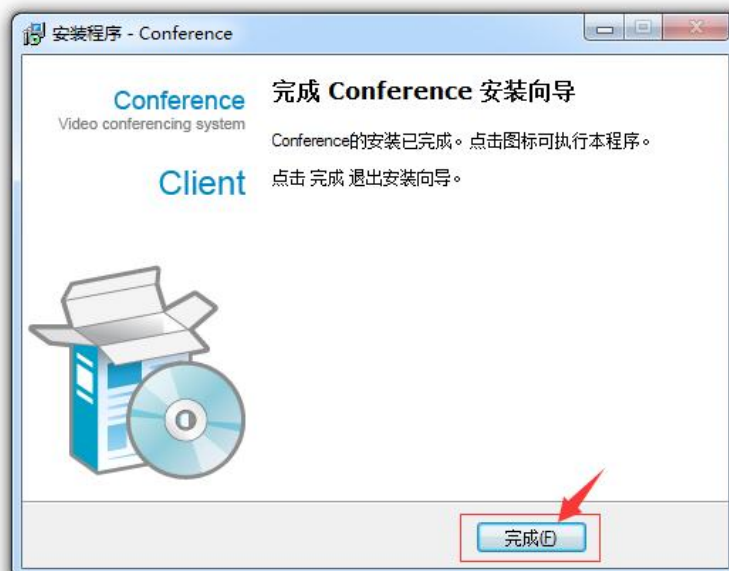 安装程序 - Conference
Conference
Video conferencing system
Client
完成 Conference 安装向导
Conference的安装已完成。点击图标可执行本程序。
点击 完成 退出安装向导。
完成(F)